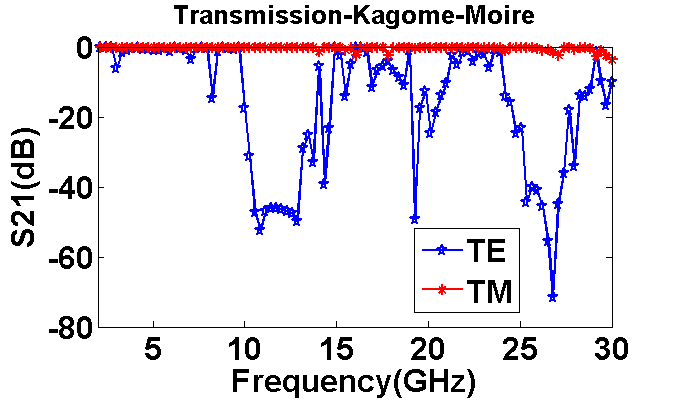 Transmission-Kagome-Moire
S21(dB)
0
-20
-40
-60
-80
TE
TM
5 10 15 20 25 30
Frequency(GHz)